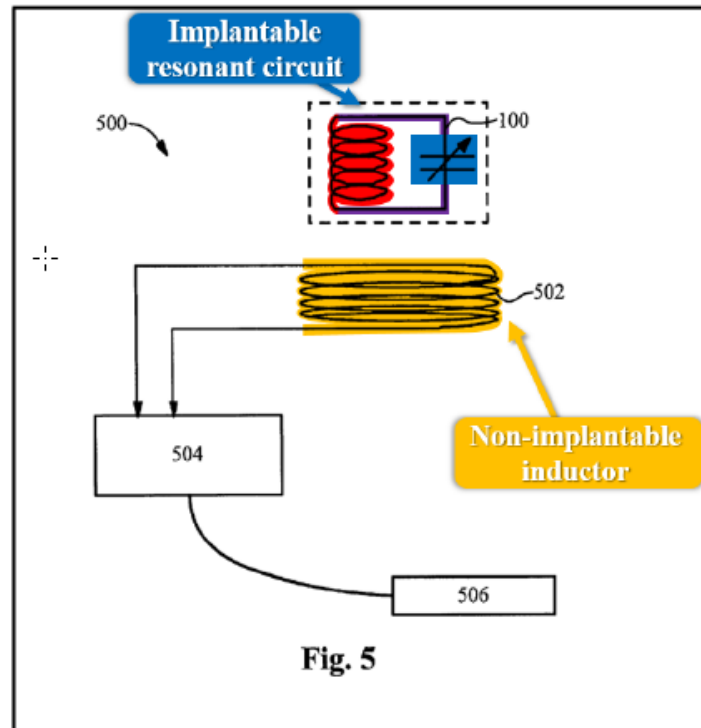 Implantable
resonant circuit
500
100
502
504
Non-implantable
inductor
506
Fig. 5